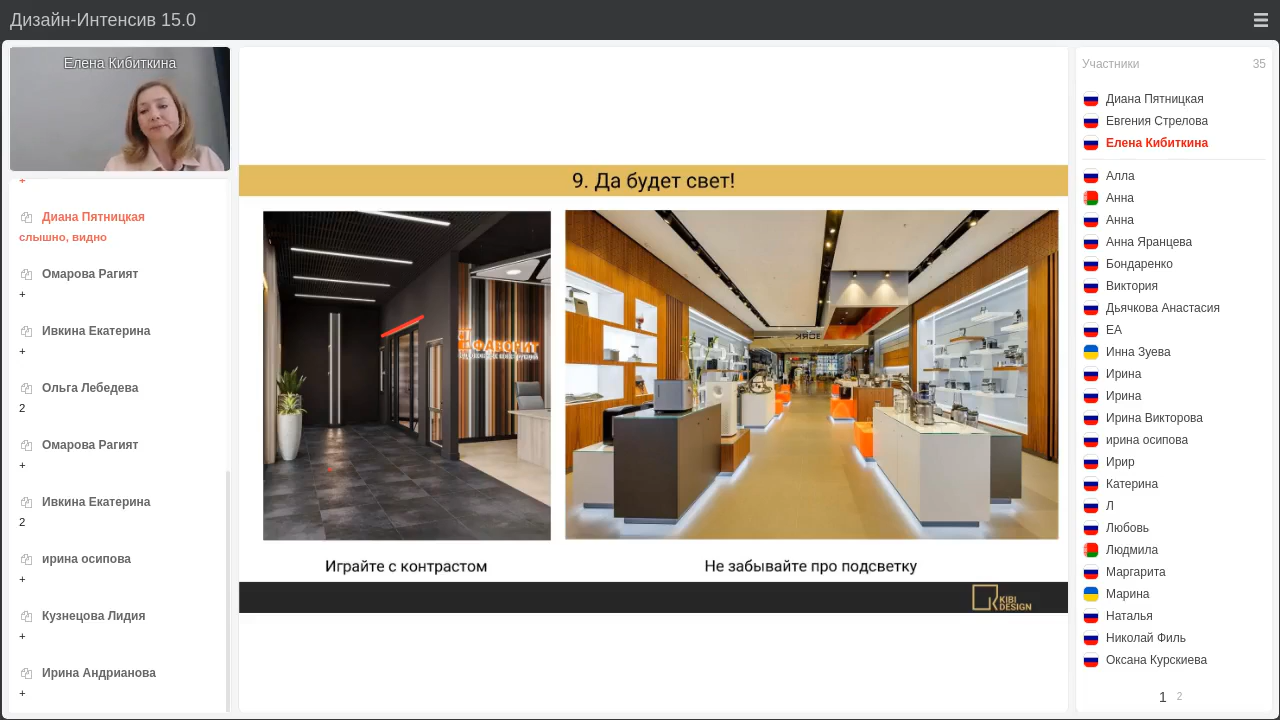 Дизайн-Интенсив 15.0
Елена Кибиткина
+
Диана Пятницкая
слышно, видно
Омарова Рагият
+
Ивкина Екатерина
+
Ольга Лебедева
2
Омарова Рагият
+
Ивкина Екатерина
2
ирина осипова
+
Кузнецова Лидия
+
Ирина Андрианова
+
9. Да будет свет!
ФАВОРИТ
BORK
Играйте с контрастом
Не забывайте про подсветку
KIBI
DESIGN
Участники 35
Диана Пятницкая
Евгения Стрелова
Елена Кибиткина
Алла
Анна
Анна
Анна Яранцева
Бондаренко
Виктория
Дьячкова Анастасия
ЕА
Инна Зуева
Ирина
Ирина
Ирина Викторова
ирина осипова
Ирир
Катерина
Л
Любовь
Людмила
Маргарита
Марина
Наталья
Николай Филь
Оксана Курскиева
1 2